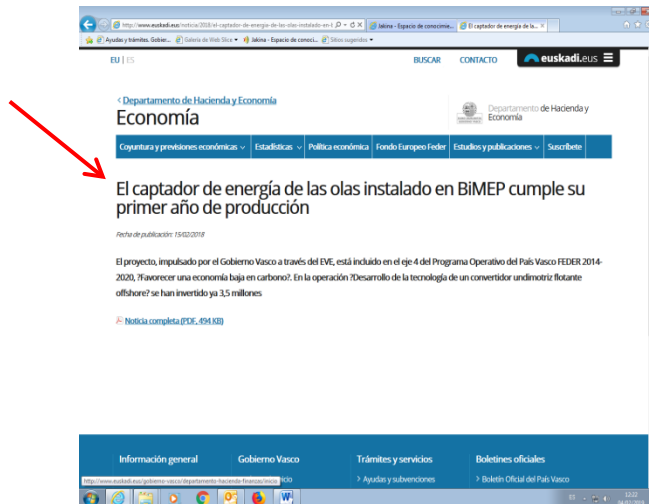 http://www.euskadi.eus/noticia/2018/el-captador-de-energia-de-las-olas-instalado-en-l
Jakina - Espacio de conocimie...
El captador de energía de la...
Ayudas y trámites. Gobier...
Galería de Web Slice
Jakina - Espacio de conoci...
Sitios sugeridos
EU | ES
BUSCAR
CONTACTO
euskadi.eus
< Departamento de Hacienda y Economía
Economía
Departamento de Hacienda y
Economía
Coyuntura y previsiones económicas
Estadísticas
Política económica
Fondo Europeo Feder
Estudios y publicaciones
Suscríbete
El captador de energía de las olas instalado en BiMEP cumple su
primer año de producción
Fecha de publicación: 15/02/2018
El proyecto, impulsado por el Gobierno Vasco a través del EVE, está incluido en el eje 4 del Programa Operativo del País Vasco FEDER 2014-
2020, ?Favorecer una economía baja en carbono?. En la operación ?Desarrollo de la tecnología de un convertidor undimotriz flotante
offshore? se han invertido ya 3,5 millones
Noticia completa (PDF, 494 KB)
Información general
Gobierno Vasco
Trámites y servicios
Boletines oficiales
http://www.euskadi.eus/gobierno-vasco/departamento-hacienda-finanzas/inicio
> Ayudas y subvenciones
> Boletín Oficial del País Vasco
ES
12:22